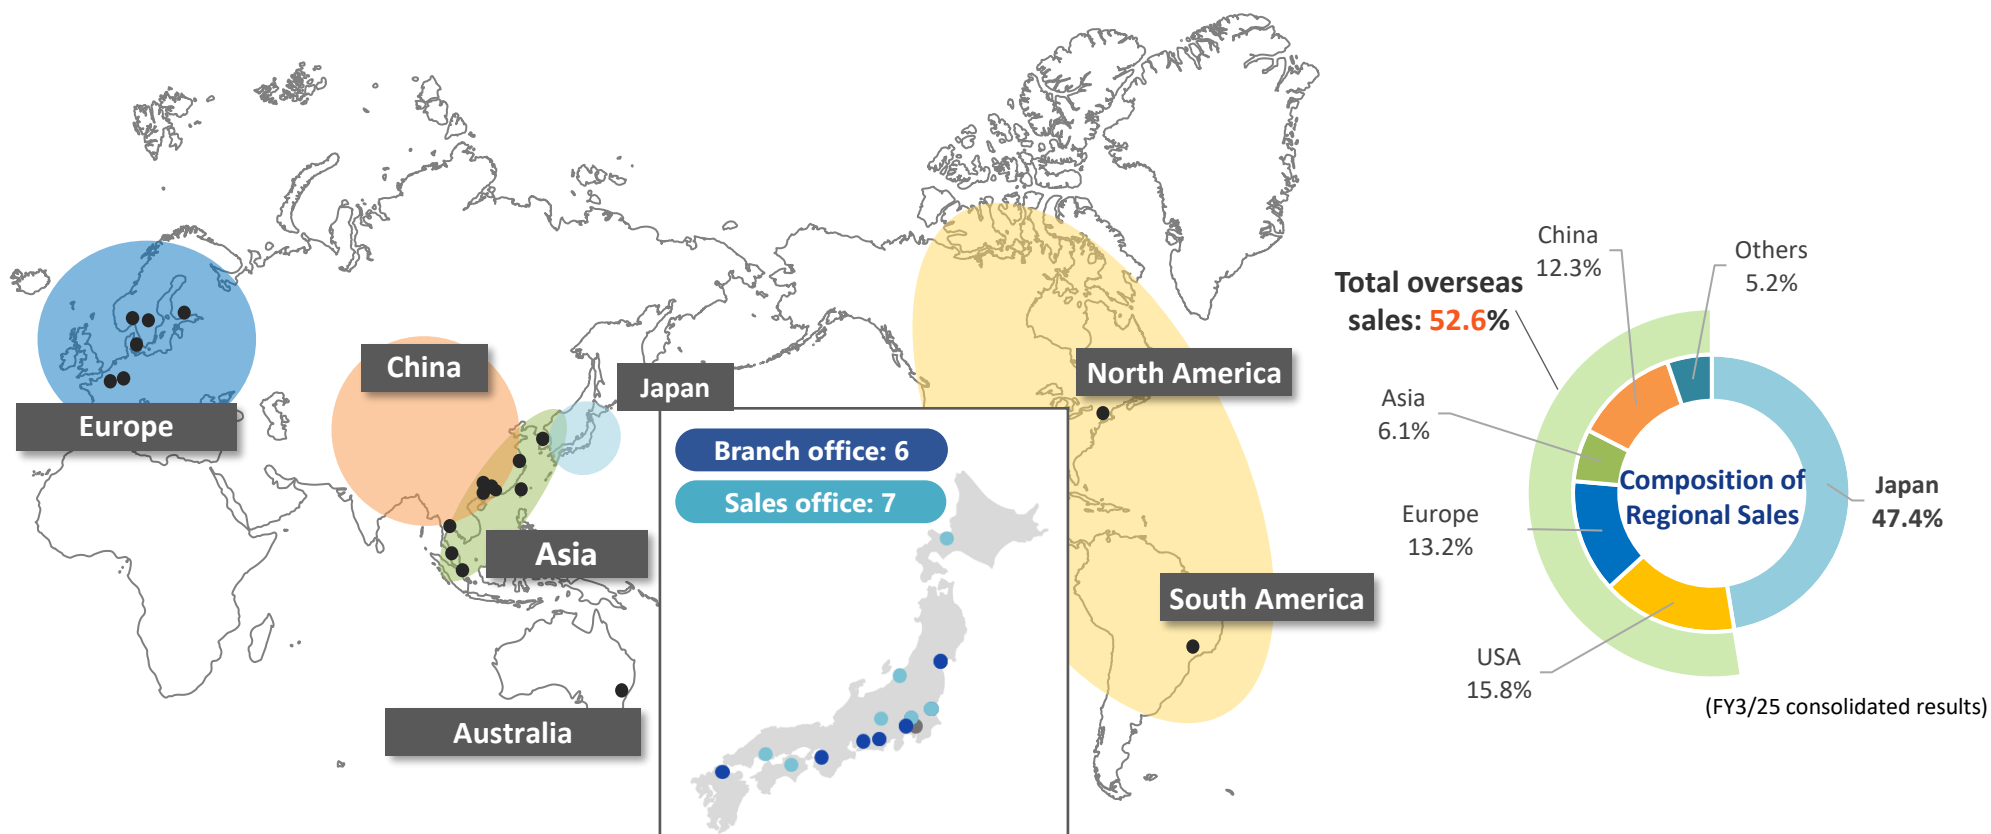 Europe
China
Japan
Asia
Australia
North America
South America
Branch office: 6
Sales office: 7
Total overseas
sales: 52.6%
China
12.3%
Others
5.2%
Asia
6.1%
Europe
13.2%
USA
15.8%
Japan
47.4%
Composition of
Regional Sales
(FY3/25 consolidated results)